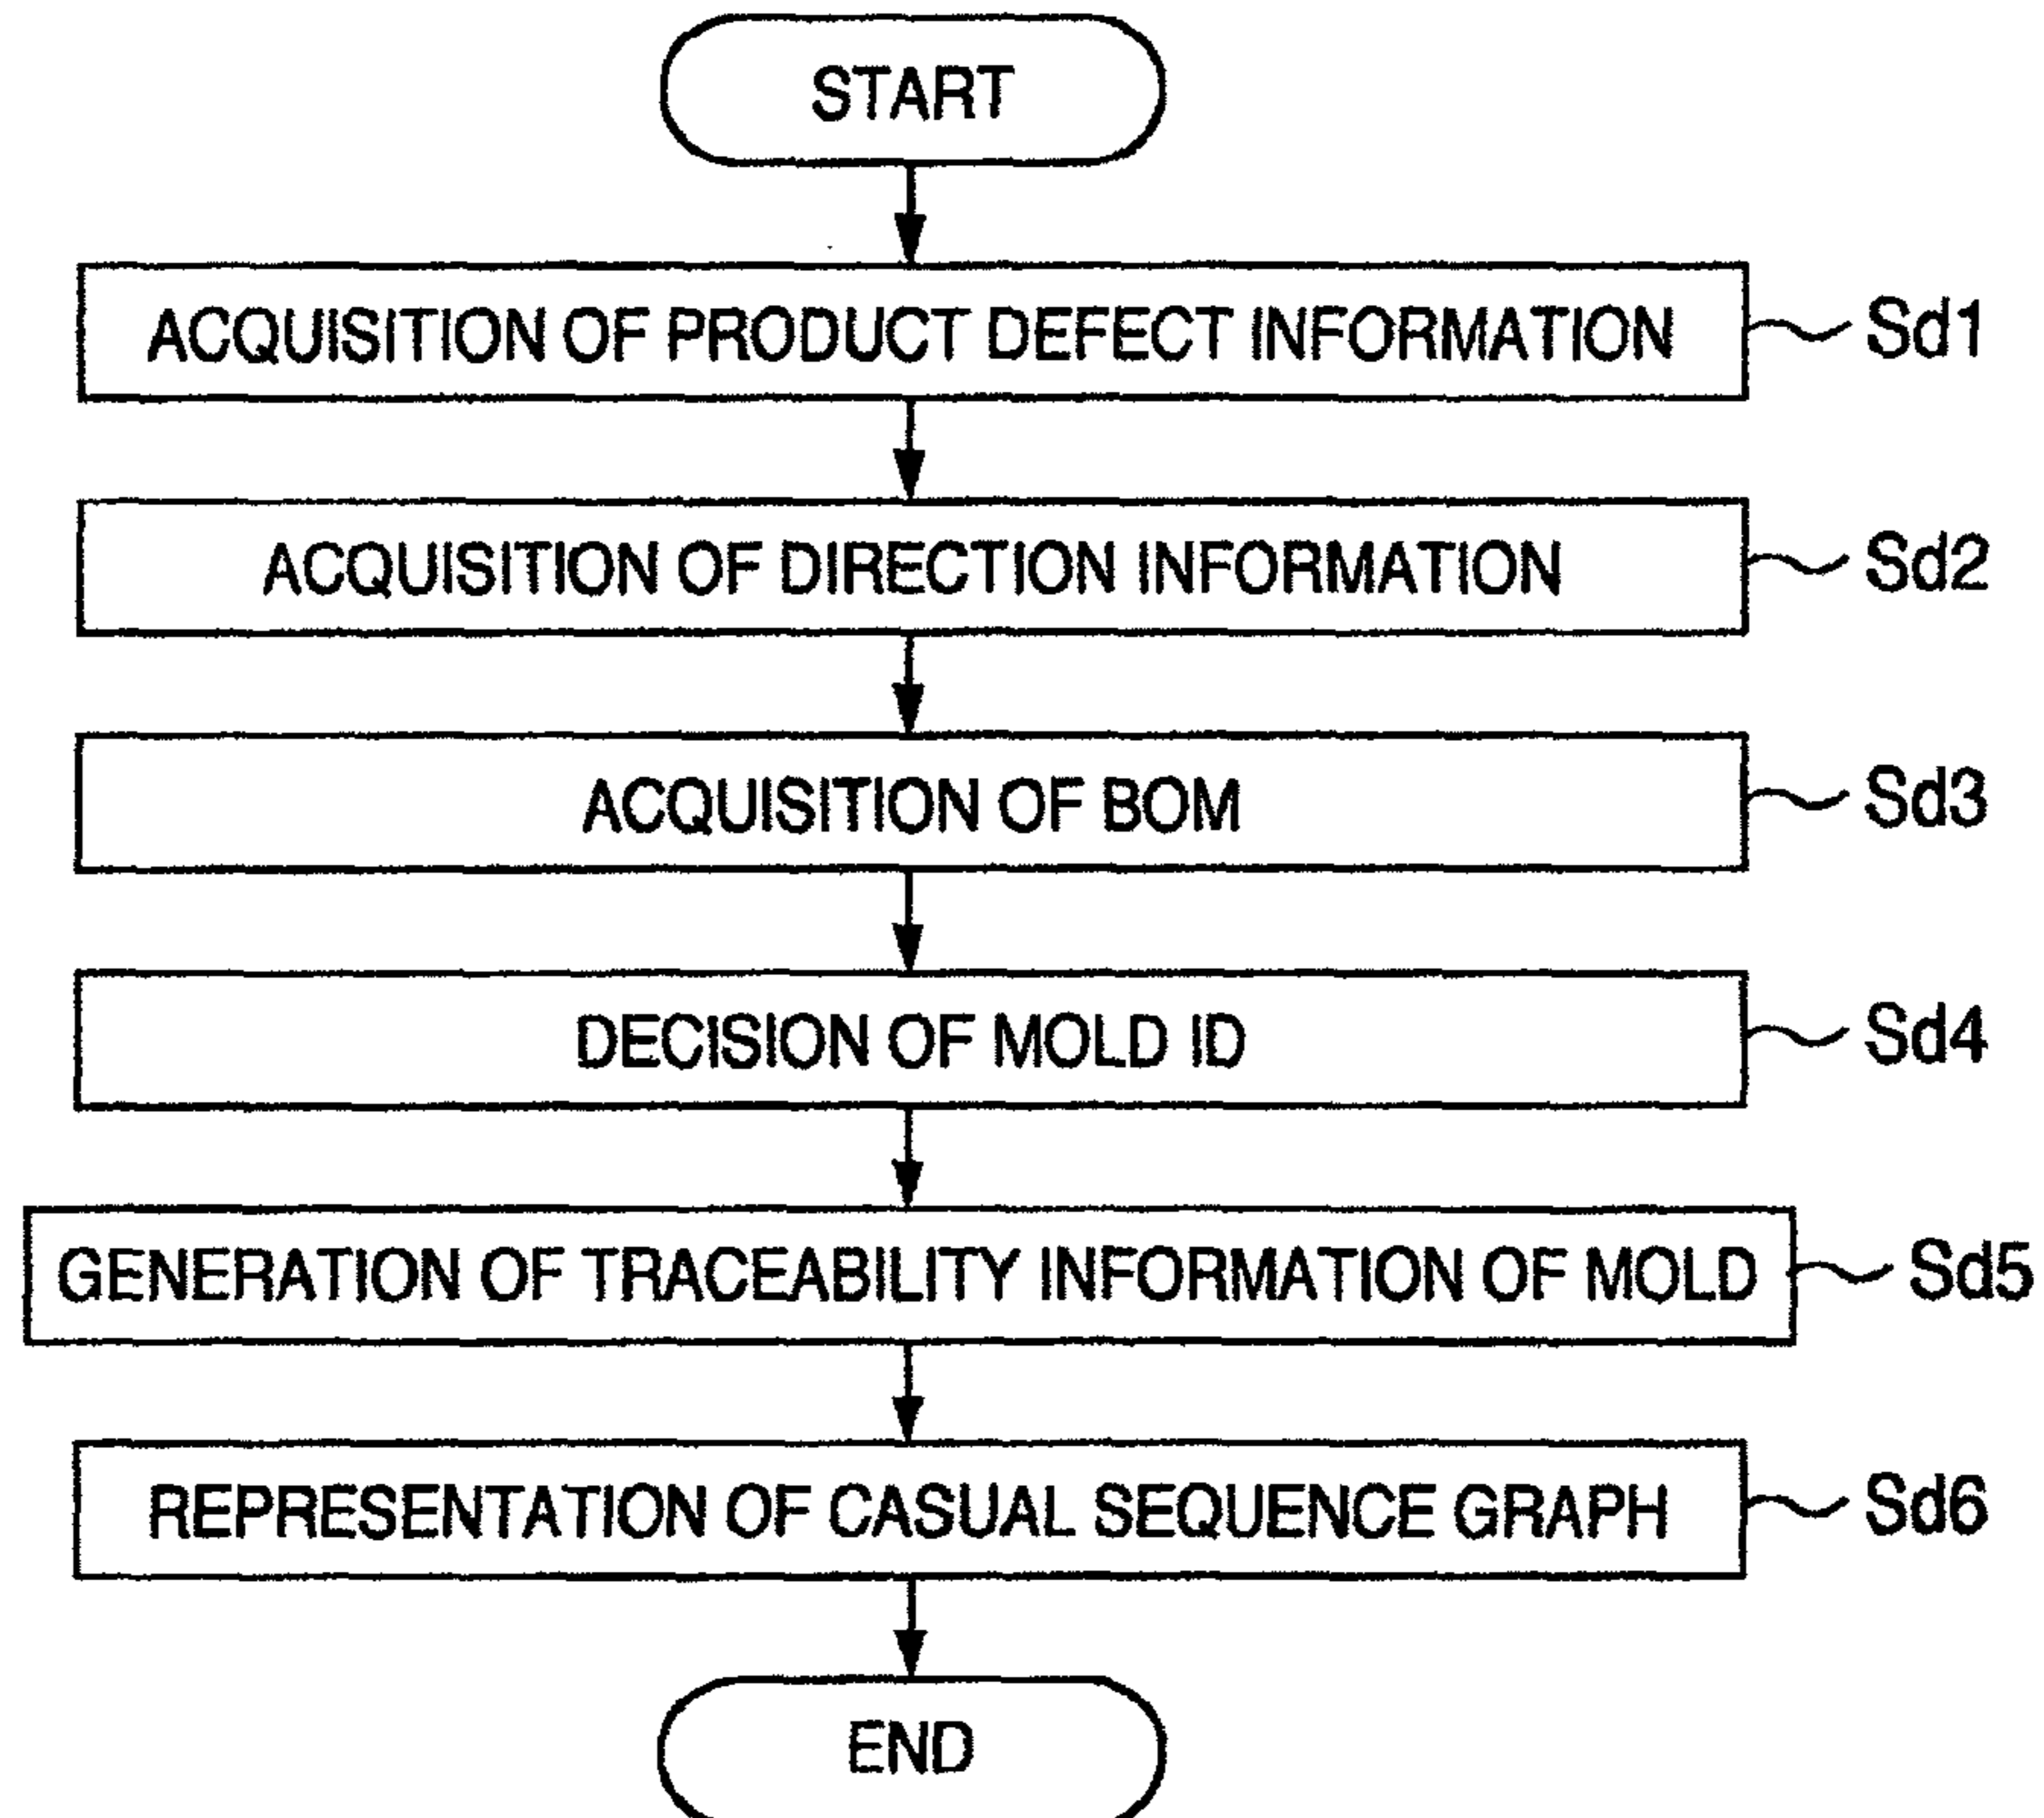 START
ACQUISITION OF PRODUCT DEFECT INFORMATION Sd1
ACQUISITION OF DIRECTION INFORMATION Sd2
ACQUISITION OF BOM Sd3
DECISION OF MOLD ID Sd4
GENERATION OF TRACEABILITY INFORMATION OF MOLD Sd5
REPRESENTATION OF CASUAL SEQUENCE GRAPH Sd6
END